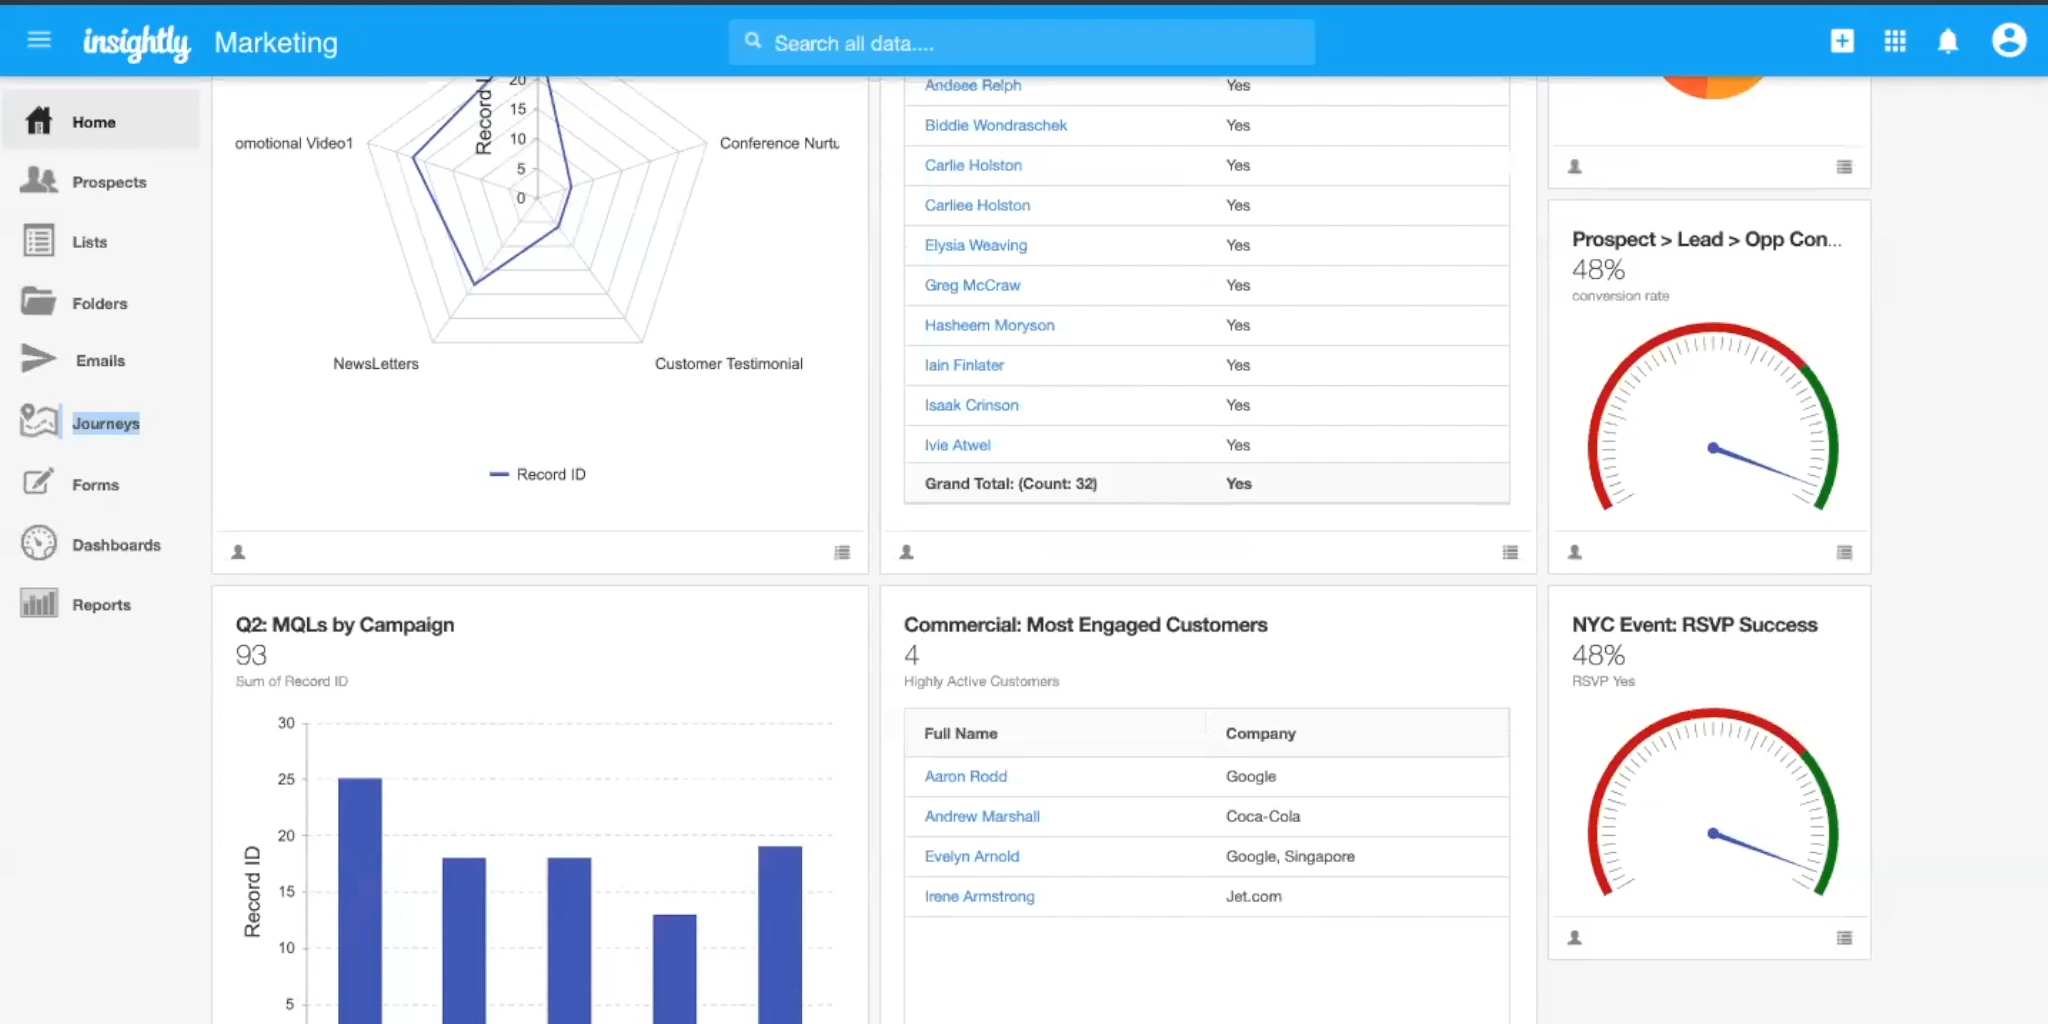 insightly Marketing
Search all data....
Home
Prospects
Lists
Folders
Emails
Journeys
Forms
Dashboards
Reports
20
15
10
5
0
omotional Video1
Conference Nurtu
NewsLetters
Customer Testimonial
Record ID
Andeee Relph Yes
Biddie Wondraschek Yes
Carlie Holston Yes
Carliee Holston Yes
Elysia Weaving Yes
Greg McCraw Yes
Hasheem Moryson Yes
Iain Finlater Yes
Isaak Crinson Yes
Ivie Atwel Yes
Grand Total: (Count: 32) Yes
Prospect > Lead > Opp Con...
48%
conversion rate
Q2: MQLs by Campaign
93
Sum of Record ID
30
25
20
15
10
5
Record ID
Commercial: Most Engaged Customers
4
Highly Active Customers
Full Name Company
Aaron Rodd Google
Andrew Marshall Coca-Cola
Evelyn Arnold Google, Singapore
Irene Armstrong Jet.com
NYC Event: RSVP Success
48%
RSVP Yes